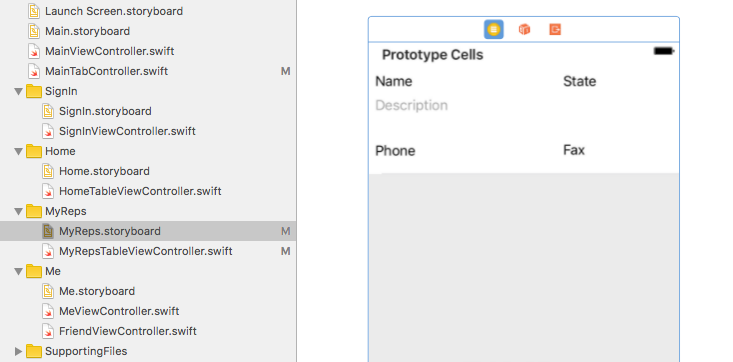 Launch Screen.storyboard
Main.storyboard
MainViewController.swift
MainTabController.swift M
SignIn
SignIn.storyboard
SignInViewController.swift
Home
Home.storyboard
HomeTableViewController.swift
MyReps
MyReps.storyboard M
MyRepsTableViewController.swift M
Me
Me.storyboard
MeViewController.swift
FriendViewController.swift
SupportingFiles
Prototype Cells
Name State
Description
Phone Fax